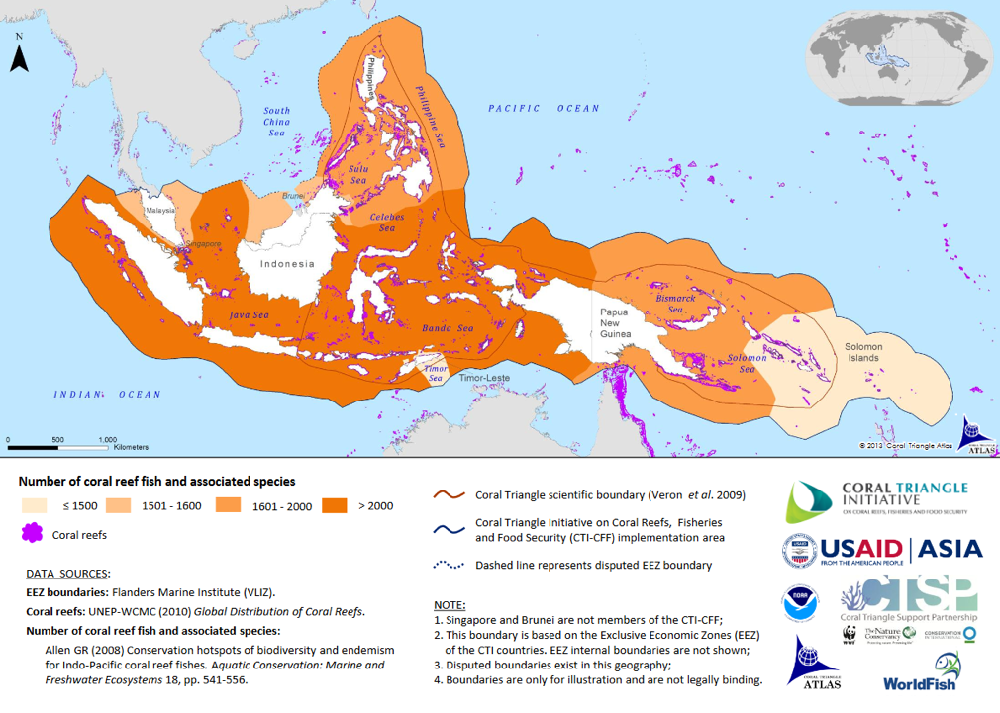 N
PACIFIC OCEAN
South
China
Sea
Philippines
Philippine Sea
Sulu
Sea
Celebes
Sea
Brunei
Malaysia
Singapore
Indonesia
Java Sea
Banda Sea
Timor
Sea
Timor-Leste
Papua
New
Guinea
Bismarck
Sea
Solomon
Sea
Solomon
Islands
INDIAN OCEAN
0 500 1,000
Kilometers
© 2013 Coral Triangle Atlas
CORAL TRIANGLE
ATLAS
Number of coral reef fish and associated species
≤ 1500 1501 - 1600 1601 - 2000 > 2000
Coral reefs
DATA SOURCES:
EEZ boundaries: Flanders Marine Institute (VLIZ).
Coral reefs: UNEP-WCMC (2010) Global Distribution of Coral Reefs.
Number of coral reef fish and associated species:
Allen GR (2008) Conservation hotspots of biodiversity and endemism
for Indo-Pacific coral reef fishes. Aquatic Conservation: Marine and
Freshwater Ecosystems 18, pp. 541-556.
Coral Triangle scientific boundary (Veron et al. 2009)
Coral Triangle Initiative on Coral Reefs, Fisheries
and Food Security (CTI-CFF) implementation area
Dashed line represents disputed EEZ boundary
NOTE:
1. Singapore and Brunei are not members of the CTI-CFF;
2. This boundary is based on the Exclusive Economic Zones (EEZ)
of the CTI countries. EEZ internal boundaries are not shown;
3. Disputed boundaries exist in this geography;
4. Boundaries are only for illustration and are not legally binding.
CORAL TRIANGLE
INITIATIVE
ON CORAL REEFS, FISHERIES AND FOOD SECURITY
USAID
USAID | ASIA
FROM THE AMERICAN PEOPLE
NOAA
CTSP
Coral Triangle Support Partnership
WWF
The Nature
Conservancy
CONSERVATION
INTERNATIONAL
CORAL TRIANGLE
ATLAS
WorldFish